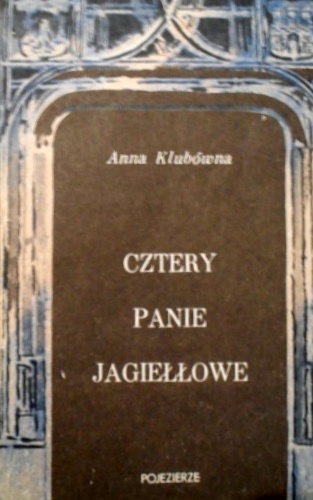 Anna Klubówna
CZTERY
PANIE
JAGIEŁŁOWE
POJEZIERZE